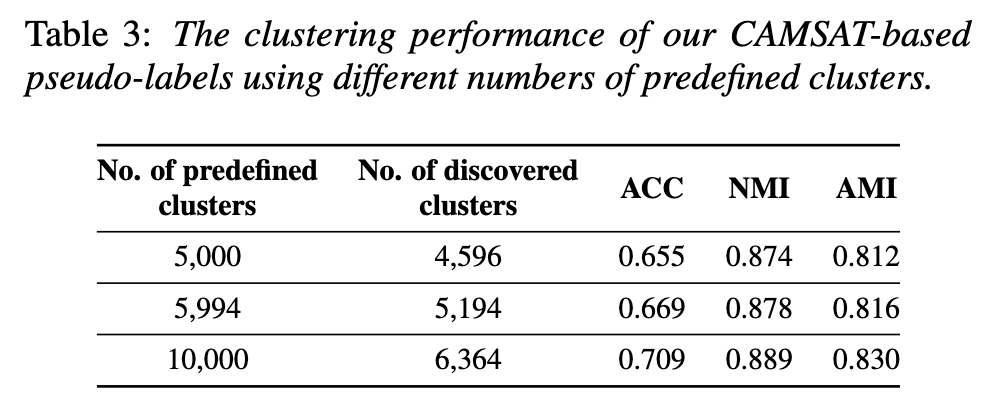 Table 3: The clustering performance of our CAMSAT-based
pseudo-labels using different numbers of predefined clusters.
No. of predefined clusters No. of discovered clusters ACC NMI AMI
5,000 4,596 0.655 0.874 0.812
5,994 5,194 0.669 0.878 0.816
10,000 6,364 0.709 0.889 0.830